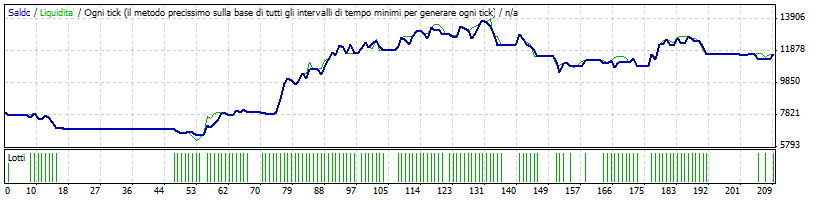 Saldo / Liquidita' / Ogni tick (il metodo precissimo sulla base di tutti gli intervalli di tempo minimi per generare ogni tick) / n/a
13906
11878
9850
7821
5793
Lotti
0 10 18 27 36 44 53 62 70 79 88 96 105 114 123 131 140 149 157 166 175 183 192 201 209